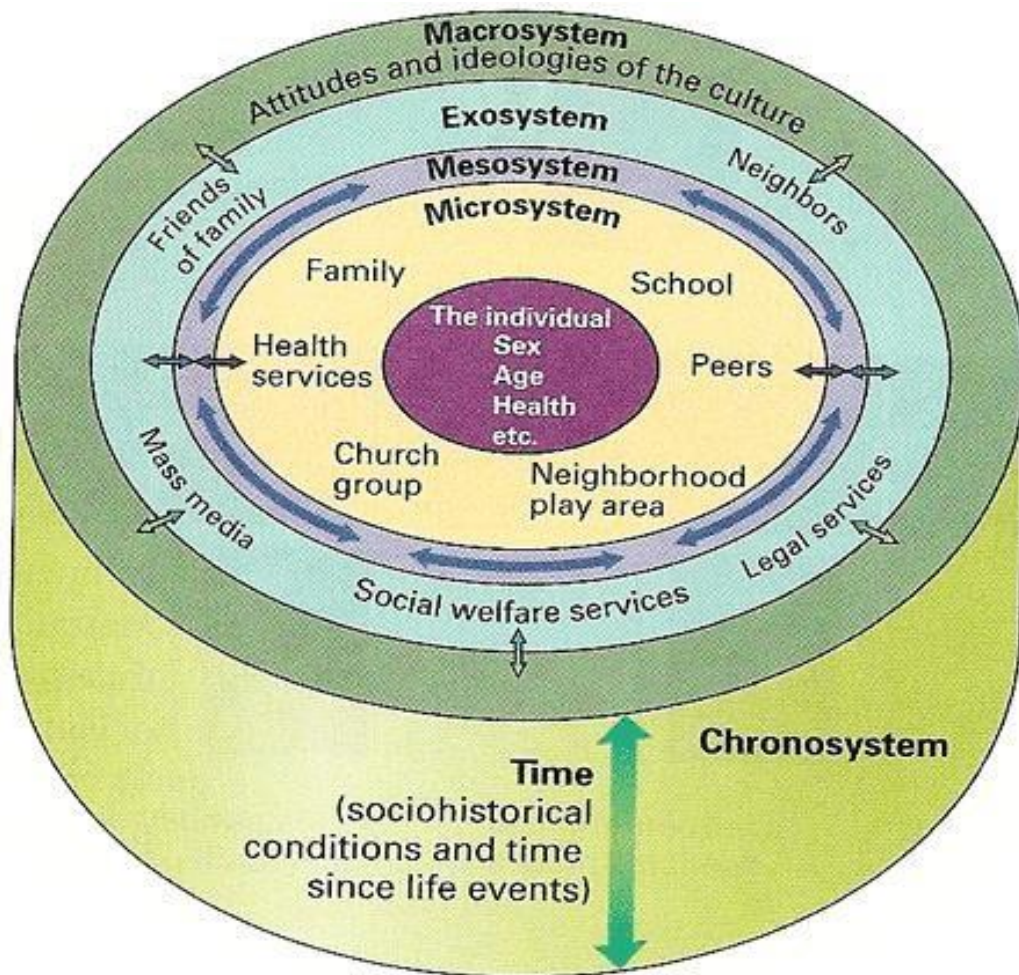 Macrosystem
Attitudes and ideologies of the culture
Exosystem
Mesosystem
Microsystem
Friends
of family
Neighbors
Family
School
The individual
Sex
Age
Health
etc.
Health
services
Peers
Church
group
Neighborhood
play area
Mass media
Social welfare services
Legal services
Chronosystem
Time
(sociohistorical
conditions and time
since life events)